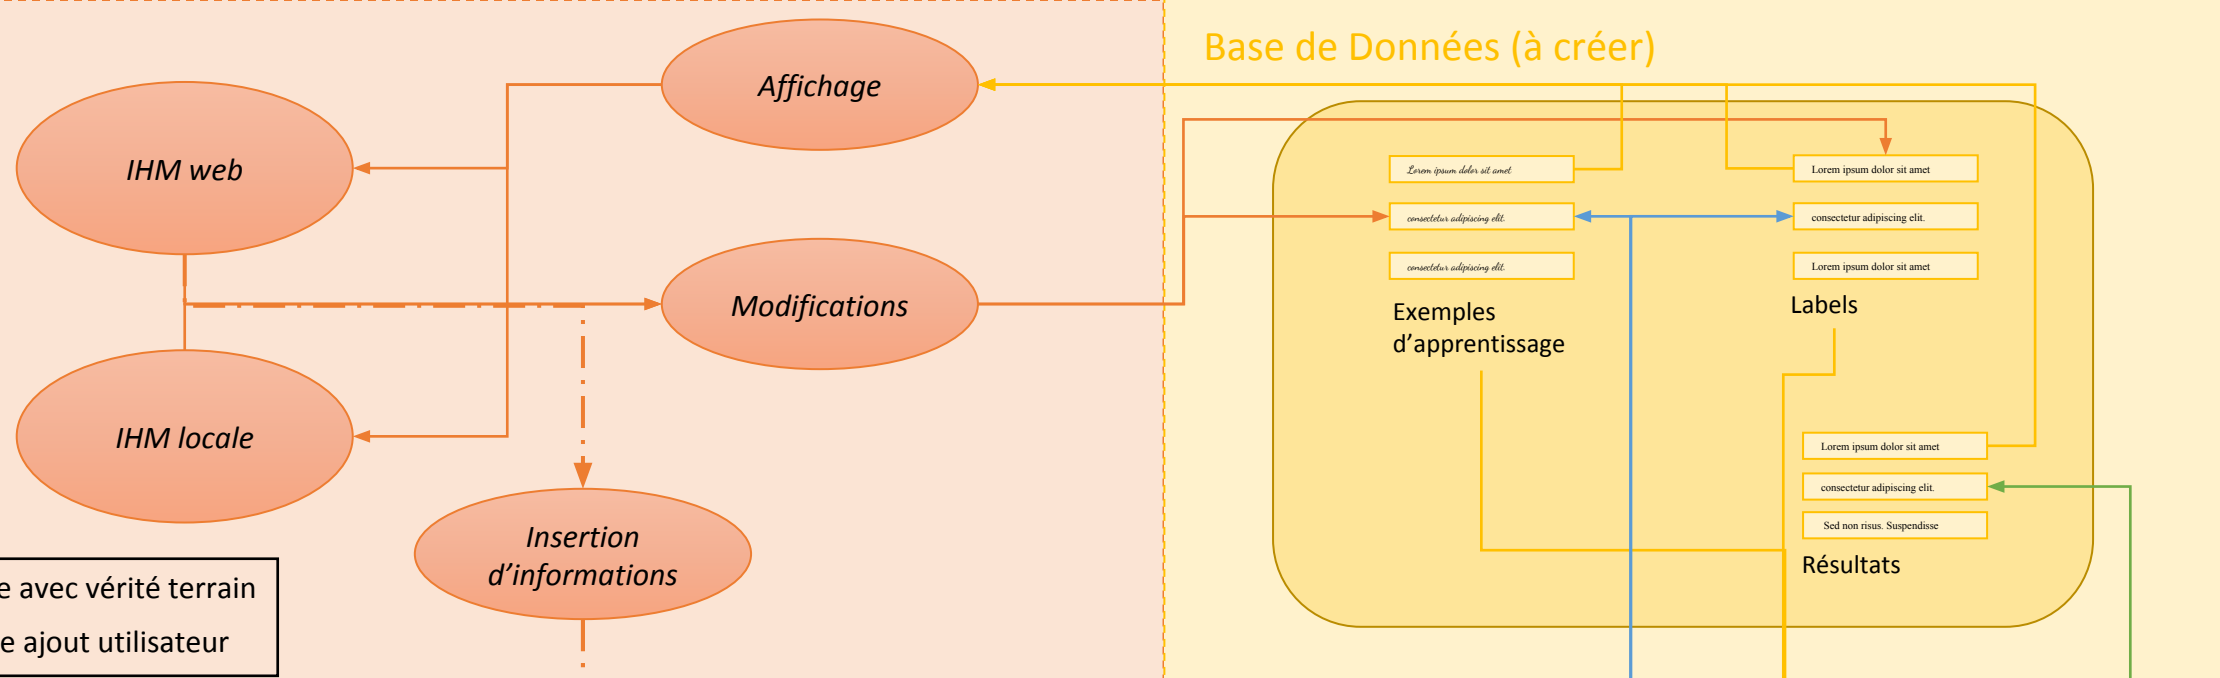 Base de Données (à créer)
Affichage
IHM web
Modifications
IHM locale
Insertion
d’informations
e avec vérité terrain
e ajout utilisateur
Lorem ipsum dolor sit amet
consectetur adipiscing elit.
consectetur adipiscing elit.
Exemples
d’apprentissage
Lorem ipsum dolor sit amet
consectetur adipiscing elit.
Lorem ipsum dolor sit amet
Labels
Lorem ipsum dolor sit amet
consectetur adipiscing elit.
Sed non risus. Suspendisse
Résultats